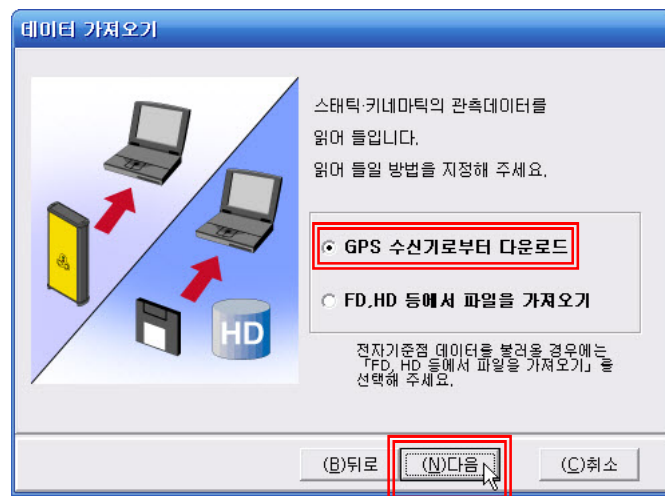 데이터 가져오기
스태틱·키네마틱의 관측데이터를
읽어 들입니다.
읽어 들일 방법을 지정해 주세요.
GPS 수신기로부터 다운로드
FD,HD 등에서 파일을 가져오기
전자기준점 데이터를 불러올 경우에는
「FD, HD 등에서 파일을 가져오기」를
선택해 주세요.
HD
(B)뒤로 (N)다음 (C)취소